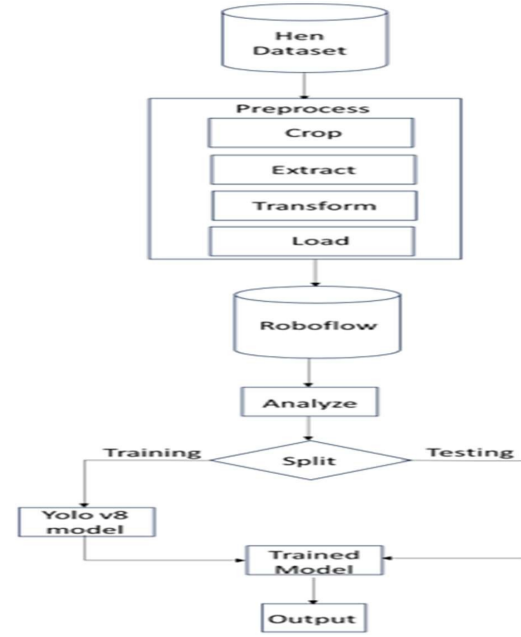 Hen
Dataset
Preprocess
Crop
Extract
Transform
Load
Roboflow
Analyze
Training
Split
Testing
Yolo v8
model
Trained
Model
Output